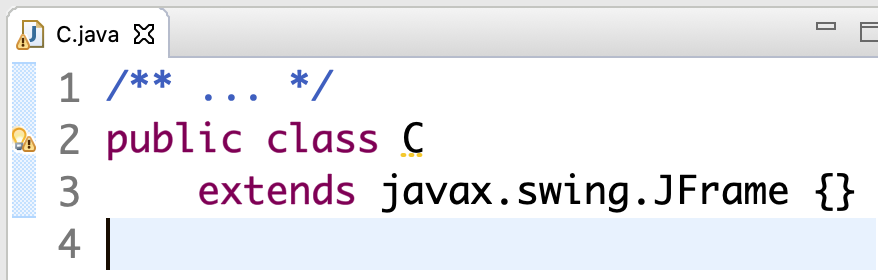 C.java
1 /** ... */
2 public class C
3     extends javax.swing.JFrame {}
4